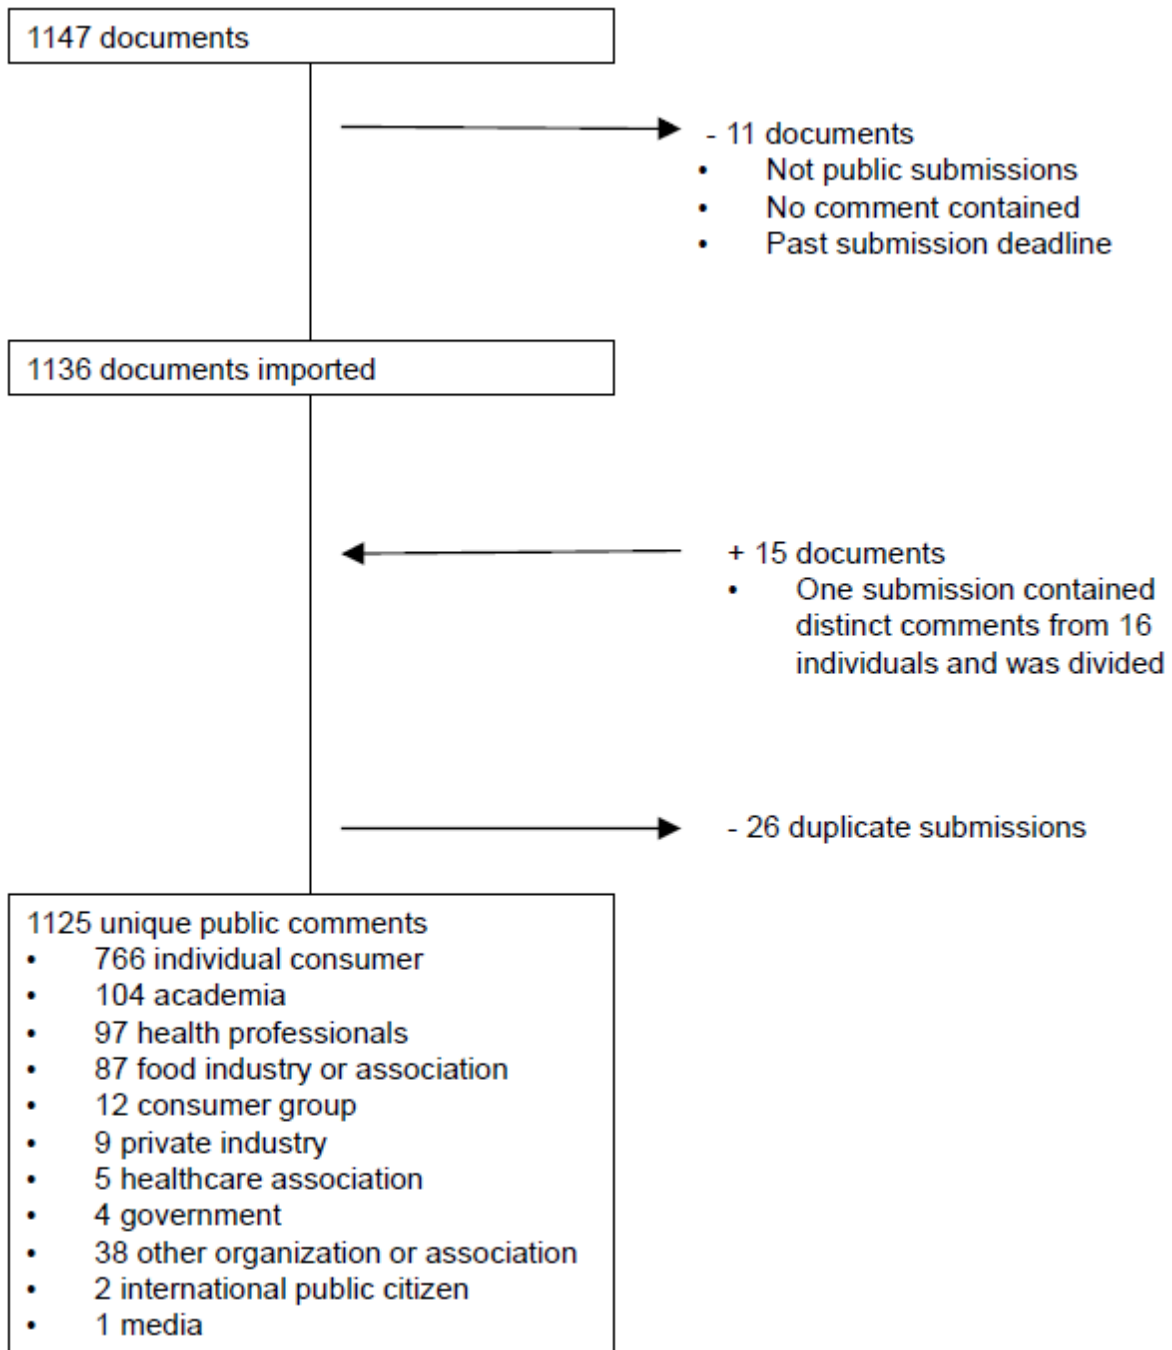 1147 documents
- 11 documents
• Not public submissions
• No comment contained
• Past submission deadline
1136 documents imported
+ 15 documents
• One submission contained
distinct comments from 16
individuals and was divided
- 26 duplicate submissions
1125 unique public comments
• 766 individual consumer
• 104 academia
• 97 health professionals
• 87 food industry or association
• 12 consumer group
• 9 private industry
• 5 healthcare association
• 4 government
• 38 other organization or association
• 2 international public citizen
• 1 media